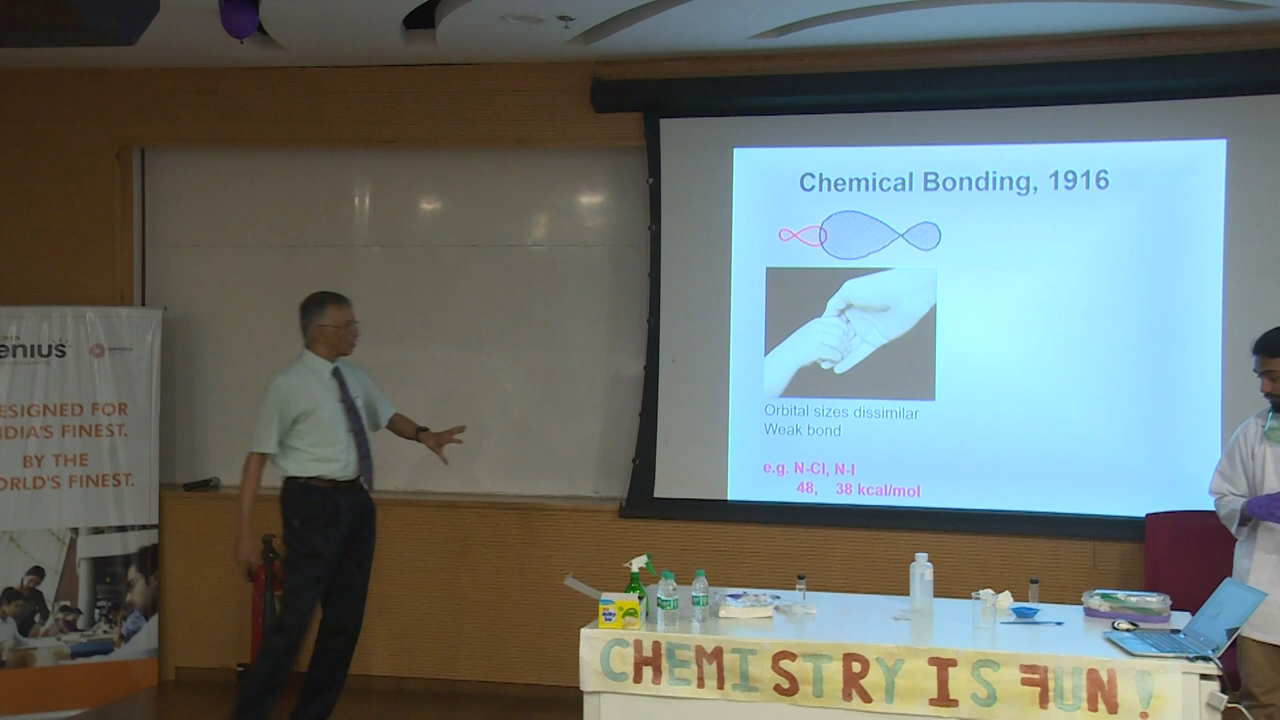 ENIUS
ESIGNED FOR
NDIA'S FINEST.
BY THE
ORLD'S FINEST.
Chemical Bonding, 1916
Orbital sizes dissimilar
Weak bond
e.g. N-Cl, N-I
48, 38 kcal/mol
CHEMISTRY IS FUN!